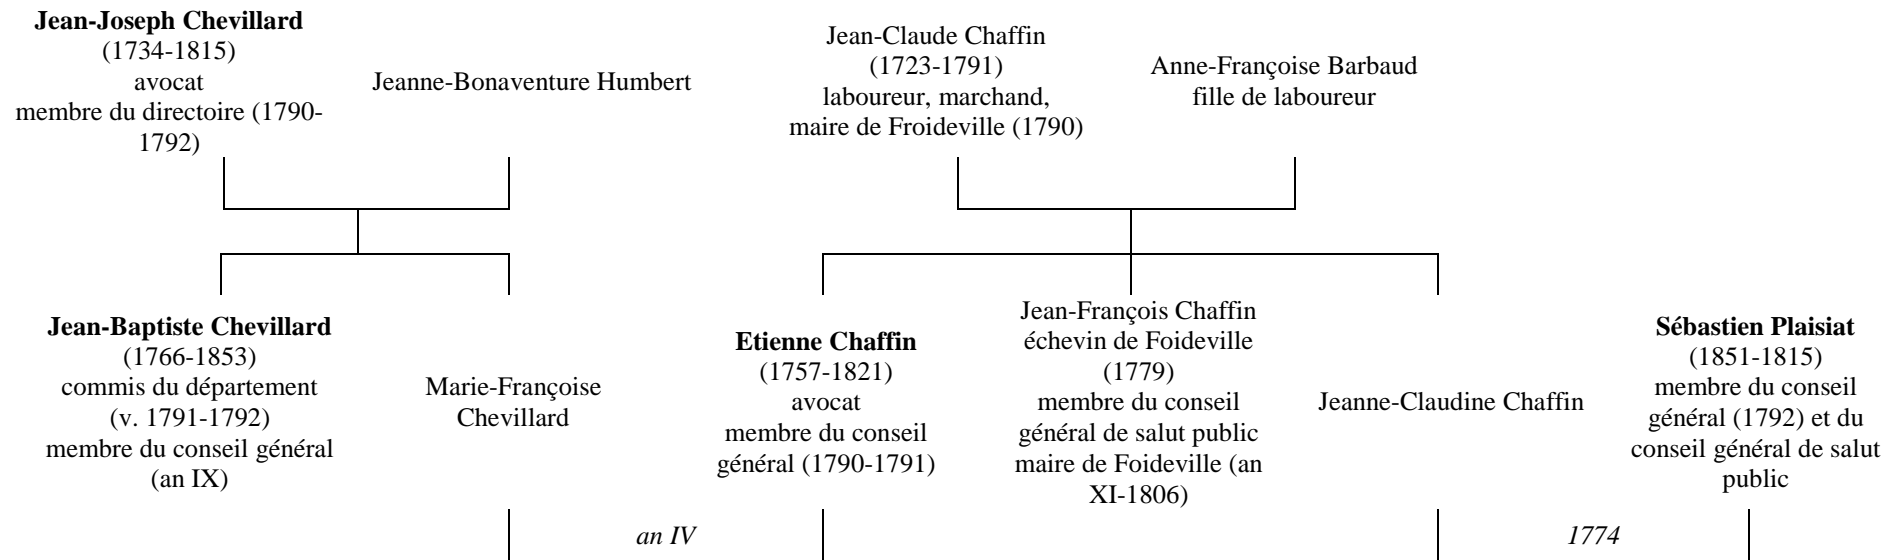 Jean-Joseph Chevillard
(1734-1815)
avocat
membre du directoire (1790-
1792)
Jeanne-Bonaventure Humbert
Jean-Claude Chaffin
(1723-1791)
laboureur, marchand,
maire de Froideville (1790)
Anne-Françoise Barbaud
fille de laboureur
Jean-Baptiste Chevillard
(1766-1853)
commis du département
(v. 1791-1792)
membre du conseil général
(an IX)
Marie-Françoise
Chevillard
Etienne Chaffin
(1757-1821)
avocat
membre du conseil
général (1790-1791)
Jean-François Chaffin
échevin de Foideville
(1779)
membre du conseil
général de salut public
maire de Foideville (an
XI-1806)
Jeanne-Claudine Chaffin
Sébastien Plaisiat
(1851-1815)
membre du conseil
général (1792) et du
conseil général de salut
public
an IV
1774